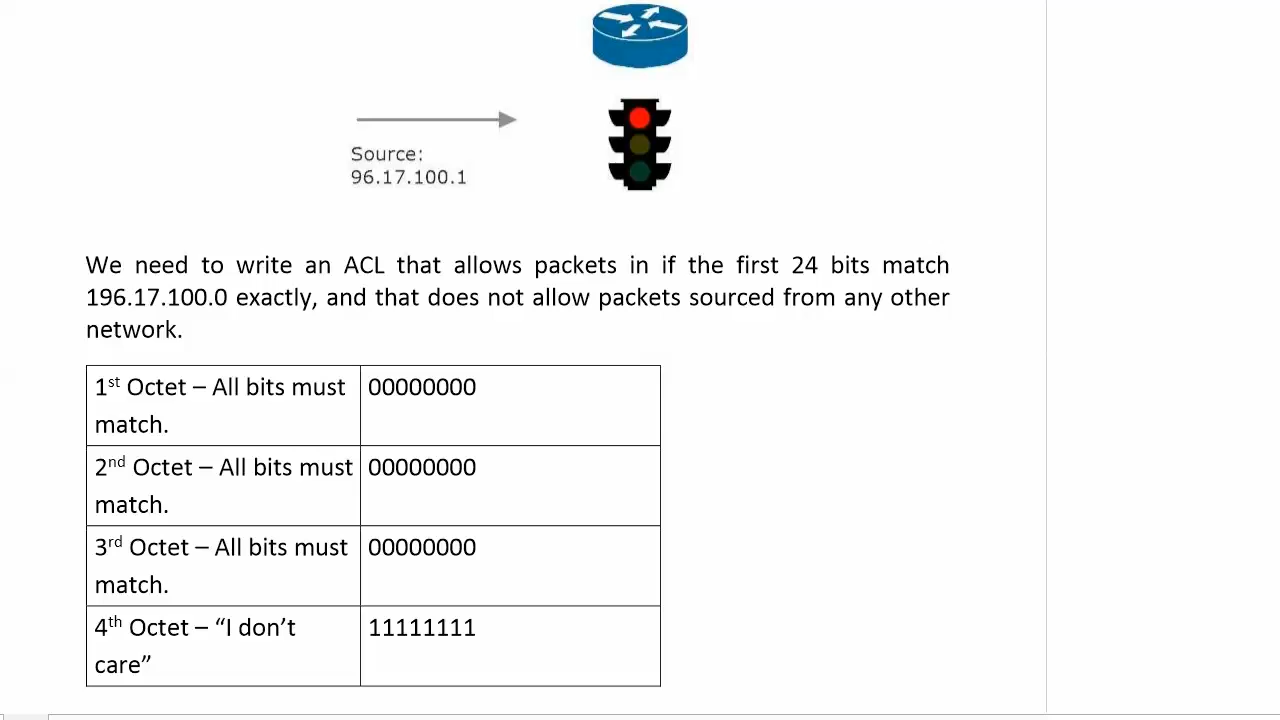 Source:
96.17.100.1
We need to write an ACL that allows packets in if the first 24 bits match
196.17.100.0 exactly, and that does not allow packets sourced from any other
network.
1st Octet – All bits must
match.
00000000
2nd Octet – All bits must
match.
00000000
3rd Octet – All bits must
match.
00000000
4th Octet – “I don’t
care”
11111111